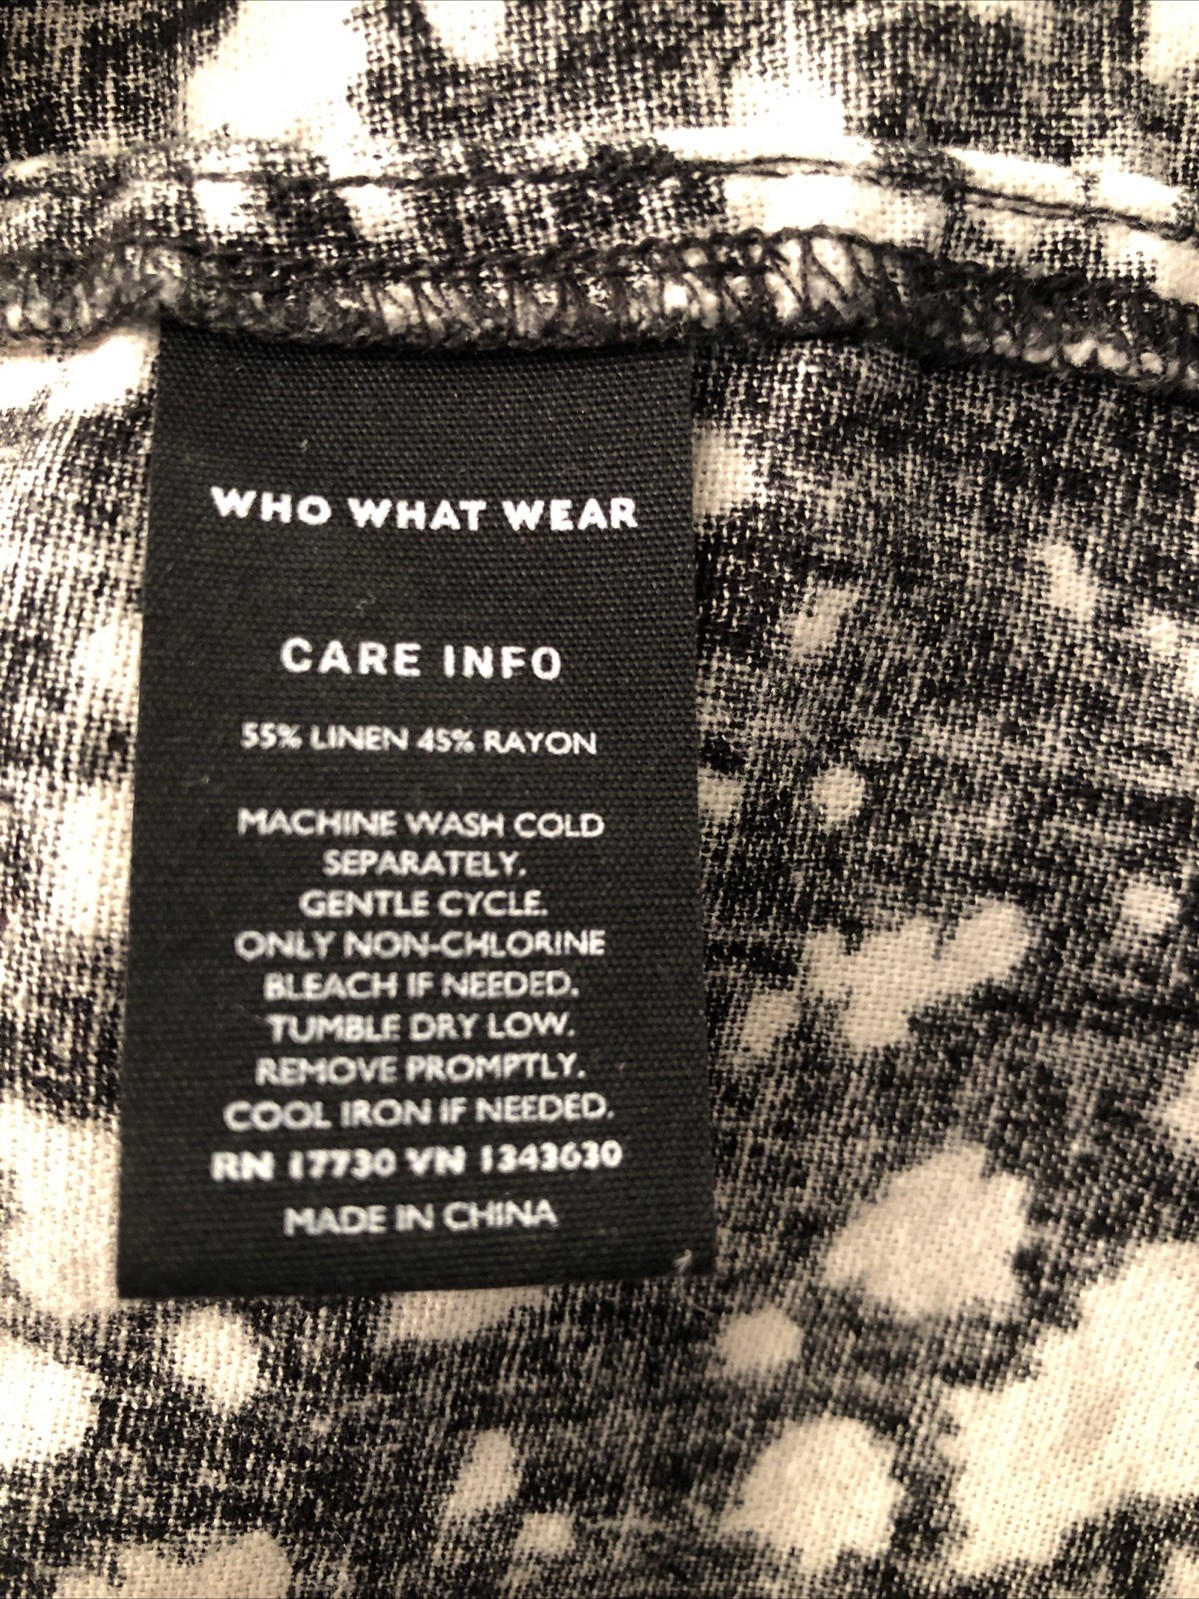 WHO WHAT WEAR
CARE INFO
55% LINEN 45% RAYON
MACHINE WASH COLD
SEPARATELY.
GENTLE CYCLE.
ONLY NON-CHLORINE
BLEACH IF NEEDED.
TUMBLE DRY LOW.
REMOVE PROMPTLY.
COOL IRON IF NEEDED.
RN 17730 VN 1343630
MADE IN CHINA